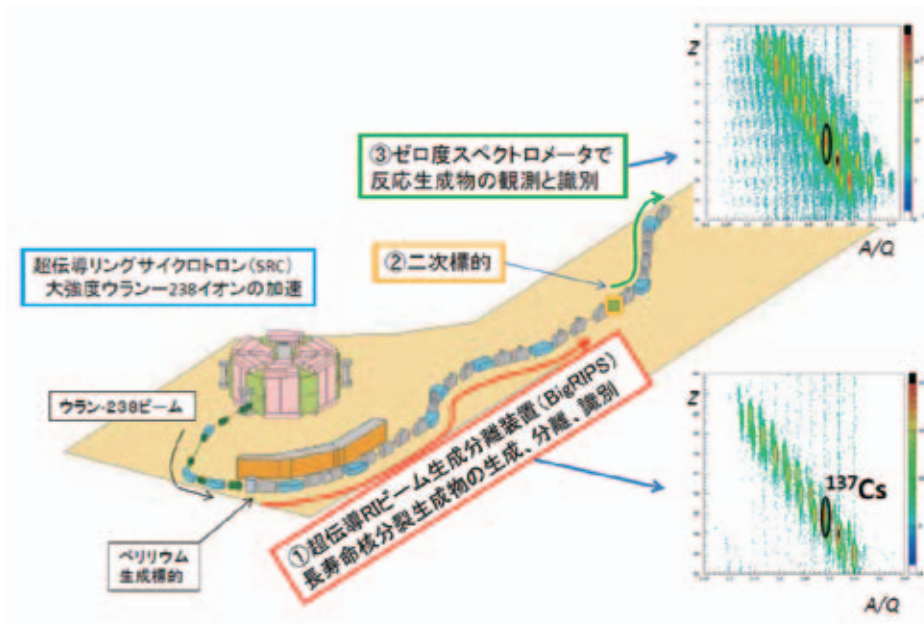 Z
③ゼロ度スペクトロメータで
反応生成物の観測と識別
A/Q
超伝導リングサイクロトロン(SRC)
大強度ウランー238イオンの加速
②二次標的
ウラン-238ビーム
Z
137Cs
①超伝導RIビーム生成分離装置(BigRIPS)
長寿命核分裂生成物の生成、分離、識別
ベリリウム
生成標的
A/Q